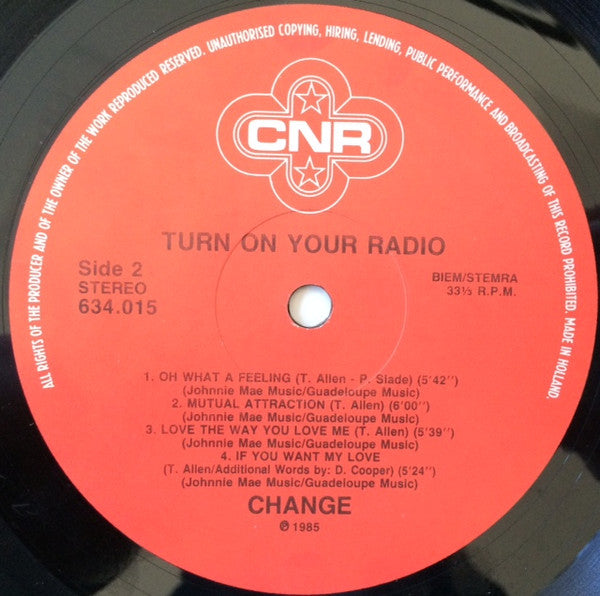 ALL RIGHTS OF THE PRODUCER AND OF THE OWNER OF THE WORK REPRODUCED RESERVED. UNAUTHORISED COPYING, HIRING, LENDING, PUBLIC PERFORMANCE AND BROADCASTING OF THIS RECORD PROHIBITED. MADE IN HOLLAND.
CNR
TURN ON YOUR RADIO
Side 2
STEREO
634.015
BIEM/STEMRA
33⅓ R.P.M.
1. OH WHAT A FEELING (T. Allen - P. Slade) (5'42")
(Johnnie Mae Music/Guadeloupe Music)
2. MUTUAL ATTRACTION (T. Allen) (6'00")
(Johnnie Mae Music/Guadeloupe Music)
3. LOVE THE WAY YOU LOVE ME (T. Allen) (5'39")
(Johnnie Mae Music/Guadeloupe Music)
4. IF YOU WANT MY LOVE
(T. Allen/Additional Words by: D. Cooper) (5'24")
(Johnnie Mae Music/Guadeloupe Music)
CHANGE
℗ 1985